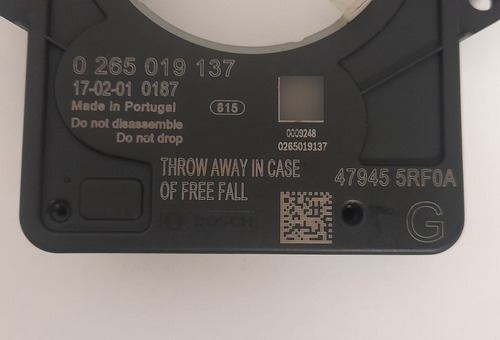 0 265 019 137
17-02-01 0187
Made in Portugal
815
Do not disassemble
Do not drop
0009248
0265019137
THROW AWAY IN CASE
OF FREE FALL
47945 5RF0A
BOSCH
G